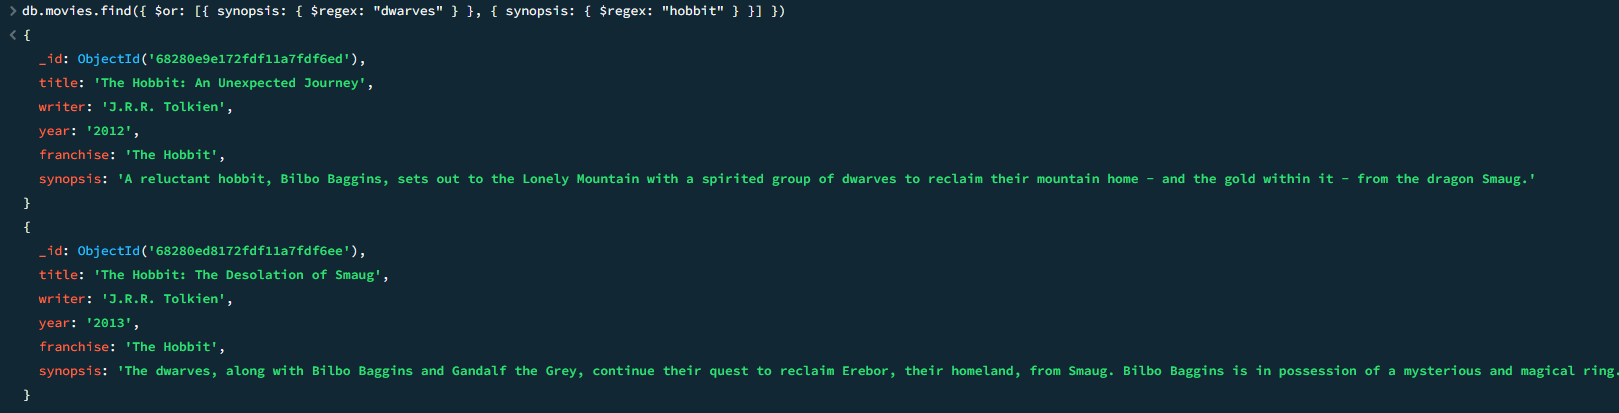 db.movies.find({ $or: [{ synopsis: { $regex: "dwarves" } }, { synopsis: { $regex: "hobbit" } }] })
{
_id: ObjectId('68280e9e172fdf11a7fdf6ed'),
title: 'The Hobbit: An Unexpected Journey',
writer: 'J.R.R. Tolkien',
year: '2012',
franchise: 'The Hobbit',
synopsis: 'A reluctant hobbit, Bilbo Baggins, sets out to the Lonely Mountain with a spirited group of dwarves to reclaim their mountain home - and the gold within it - from the dragon Smaug.'
}
{
_id: ObjectId('68280ed8172fdf11a7fdf6ee'),
title: 'The Hobbit: The Desolation of Smaug',
writer: 'J.R.R. Tolkien',
year: '2013',
franchise: 'The Hobbit',
synopsis: 'The dwarves, along with Bilbo Baggins and Gandalf the Grey, continue their quest to reclaim Erebor, their homeland, from Smaug. Bilbo Baggins is in possession of a mysterious and magical ring.
}